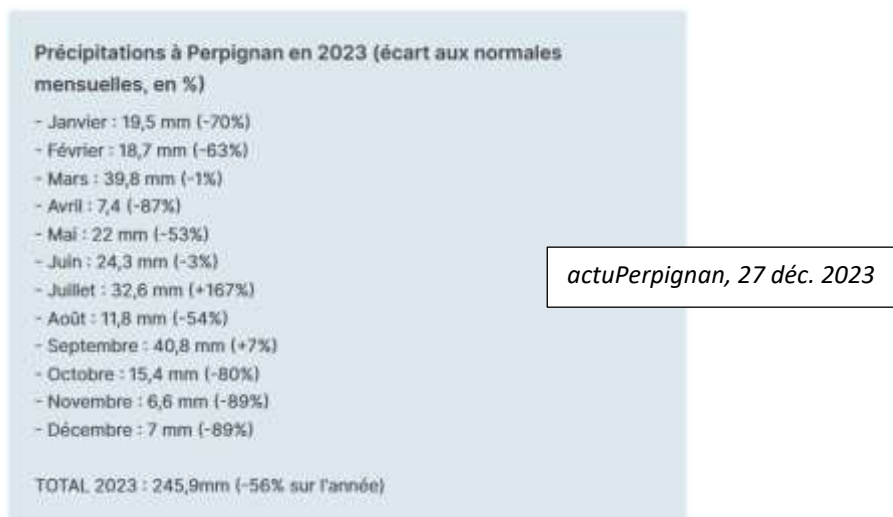 Précipitations à Perpignan en 2023 (écart aux normales
mensuelles, en %)
- Janvier : 19,5 mm (-70%)
- Février : 18,7 mm (-63%)
- Mars : 39,8 mm (-1%)
- Avril : 7,4 (-87%)
- Mai : 22 mm (-53%)
- Juin : 24,3 mm (-3%)
- Juillet : 32,6 mm (+167%)
- Août : 11,8 mm (-54%)
- Septembre : 40,8 mm (+7%)
- Octobre : 15,4 mm (-80%)
- Novembre : 6,6 mm (-89%)
- Décembre : 7 mm (-89%)
TOTAL 2023 : 245,9mm (-56% sur l'année)
actuPerpignan, 27 déc. 2023